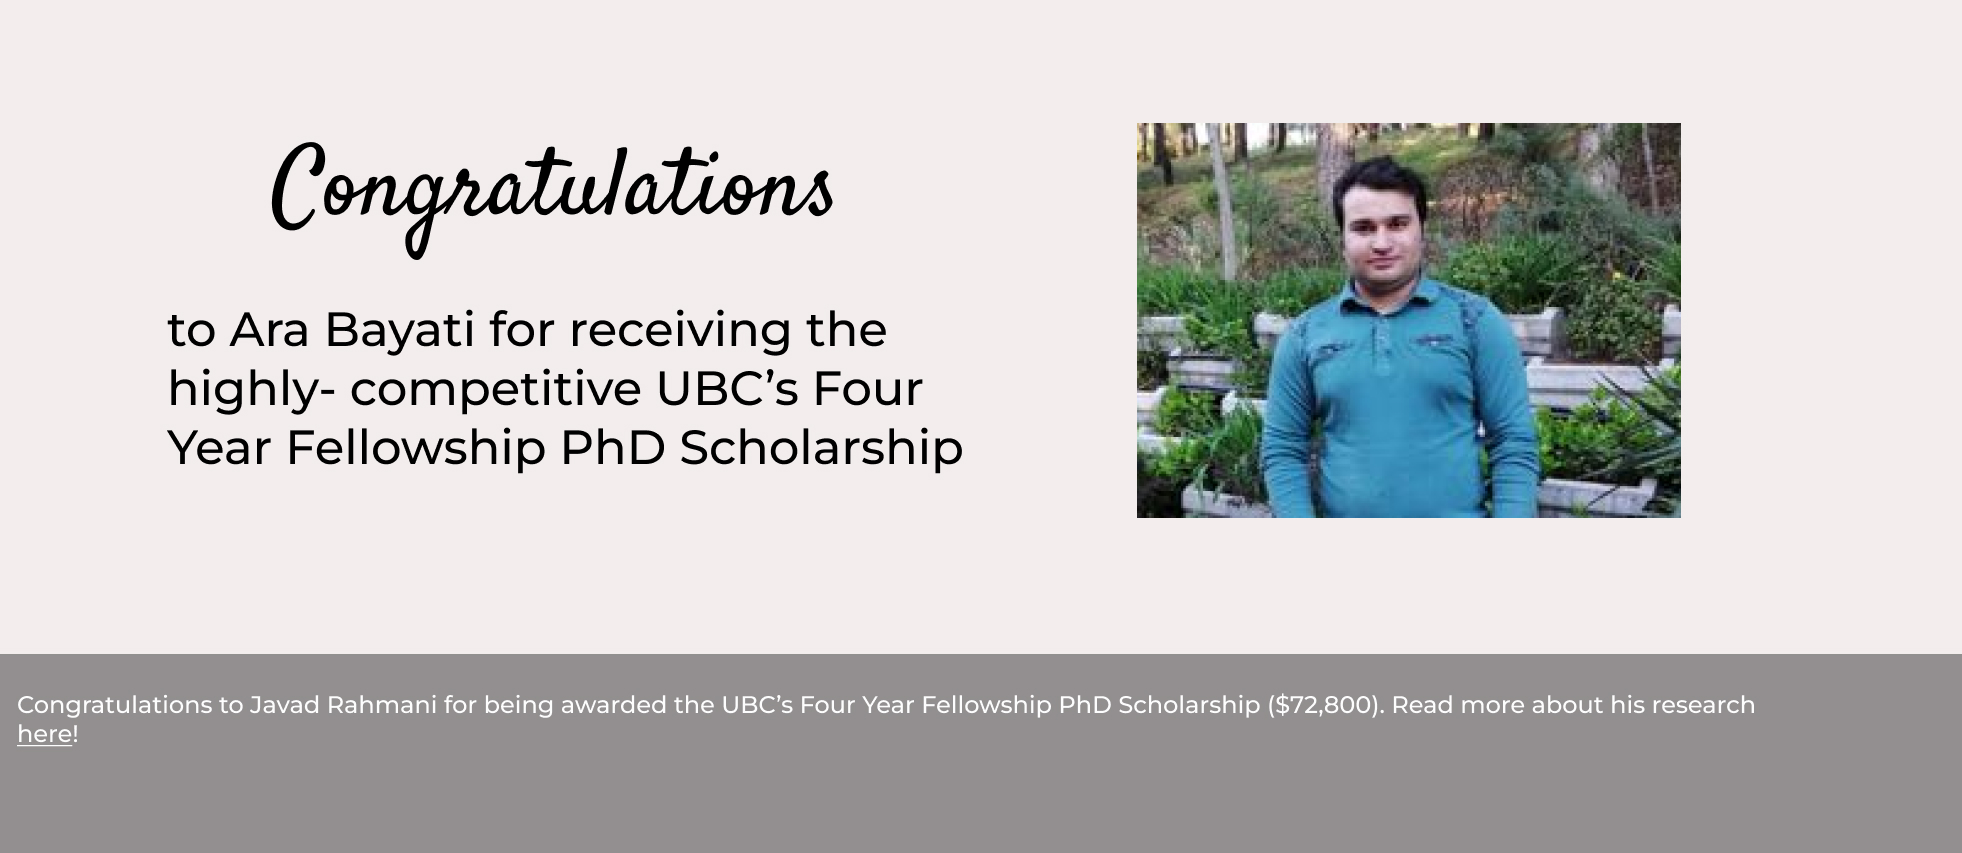 Congratulations
to Ara Bayati for receiving the
highly- competitive UBC’s Four
Year Fellowship PhD Scholarship
Congratulations to Javad Rahmani for being awarded the UBC’s Four Year Fellowship PhD Scholarship ($72,800). Read more about his research
here!